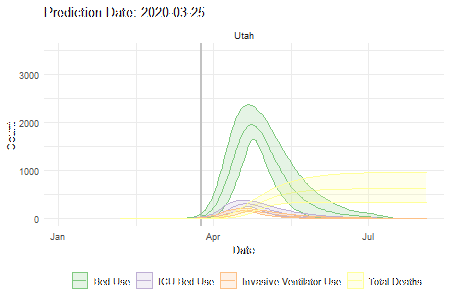 Prediction Date: 2020-03-25
Utah
3000
2000
1000
0
Count
Jan Apr Jul
Date
Bed Use ICU Bed Use Invasive Ventilator Use Total Deaths